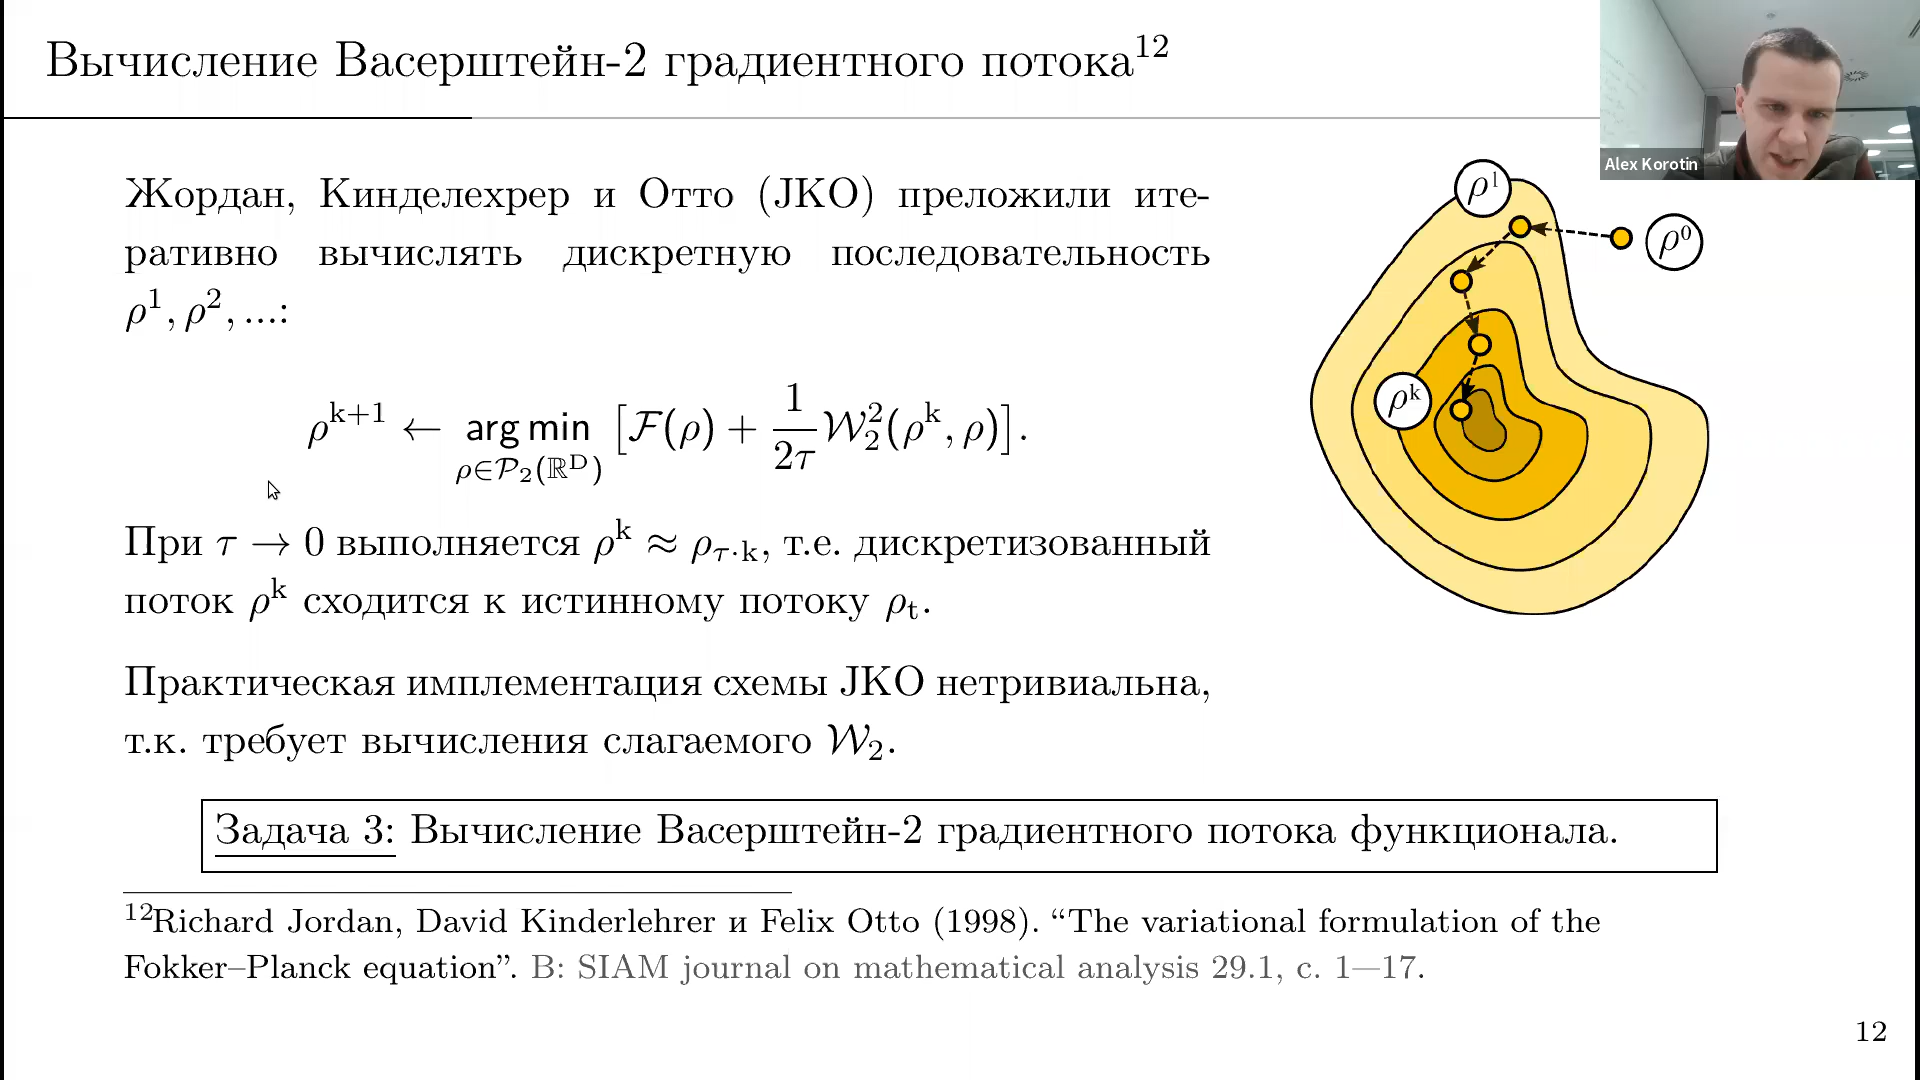 Вычисление Васерштейн-2 градиентного потока¹²
Alex Korotin
Жордан, Кинделехрер и Отто (JKO) преложили ите-
ративно вычислять дискретную последовательность
ρ¹, ρ², ...:
ρᵏ⁺¹ ← arg min [ℱ(ρ) + 1/2τ 𝒲₂²(ρᵏ, ρ)].
ρ∈𝒫₂(ℝᴰ)
При τ → 0 выполняется ρᵏ ≈ ρ_τ·k, т.е. дискретизованный
поток ρᵏ сходится к истинному потоку ρₜ.
Практическая имплементация схемы JKO нетривиальна,
т.к. требует вычисления слагаемого 𝒲₂.
ρ¹
ρ⁰
ρᵏ
Задача 3: Вычисление Васерштейн-2 градиентного потока функционала.
¹²Richard Jordan, David Kinderlehrer и Felix Otto (1998). “The variational formulation of the
Fokker–Planck equation”. В: SIAM journal on mathematical analysis 29.1, с. 1—17.
12